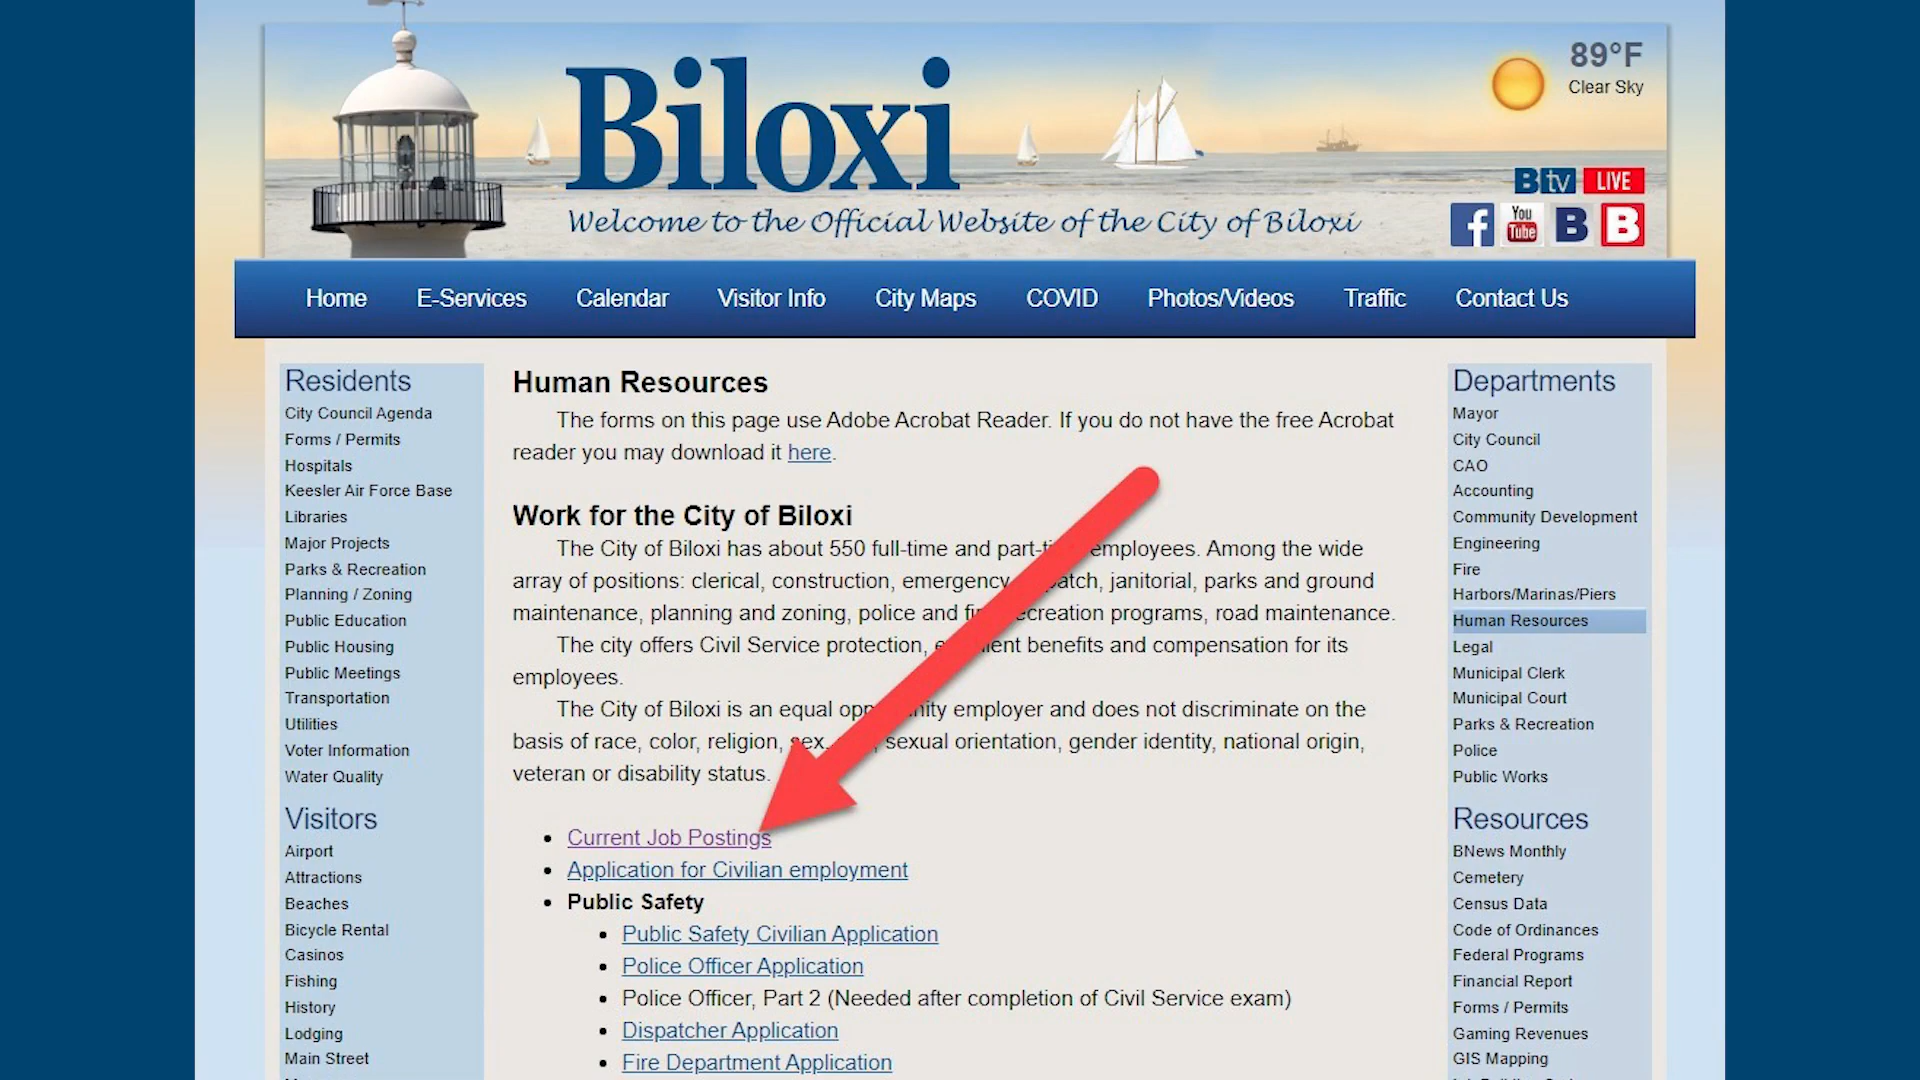 89°F
Clear Sky
Biloxi
Welcome to the Official Website of the City of Biloxi
Btv LIVE
f You Tube B B
Home E-Services Calendar Visitor Info City Maps COVID Photos/Videos Traffic Contact Us
Residents
City Council Agenda
Forms / Permits
Hospitals
Keesler Air Force Base
Libraries
Major Projects
Parks & Recreation
Planning / Zoning
Public Education
Public Housing
Public Meetings
Transportation
Utilities
Voter Information
Water Quality
Visitors
Airport
Attractions
Beaches
Bicycle Rental
Casinos
Fishing
History
Lodging
Main Street
Human Resources
The forms on this page use Adobe Acrobat Reader. If you do not have the free Acrobat
reader you may download it here.
Work for the City of Biloxi
The City of Biloxi has about 550 full-time and employees. Among the wide
array of positions: clerical, construction, emergency janitorial, parks and ground
maintenance, planning and zoning, police and recreation programs, road maintenance.
The city offers Civil Service protection, benefits and compensation for its
employees.
The City of Biloxi is an equal employer and does not discriminate on the
basis of race, color, religion, sex, sexual orientation, gender identity, national origin,
veteran or disability status.
Current Job Postings
Application for Civilian employment
Public Safety
Public Safety Civilian Application
Police Officer Application
Police Officer, Part 2 (Needed after completion of Civil Service exam)
Dispatcher Application
Fire Department Application
Departments
Mayor
City Council
CAO
Accounting
Community Development
Engineering
Fire
Harbors/Marinas/Piers
Human Resources
Legal
Municipal Clerk
Municipal Court
Parks & Recreation
Police
Public Works
Resources
BNews Monthly
Cemetery
Census Data
Code of Ordinances
Federal Programs
Financial Report
Forms / Permits
Gaming Revenues
GIS Mapping